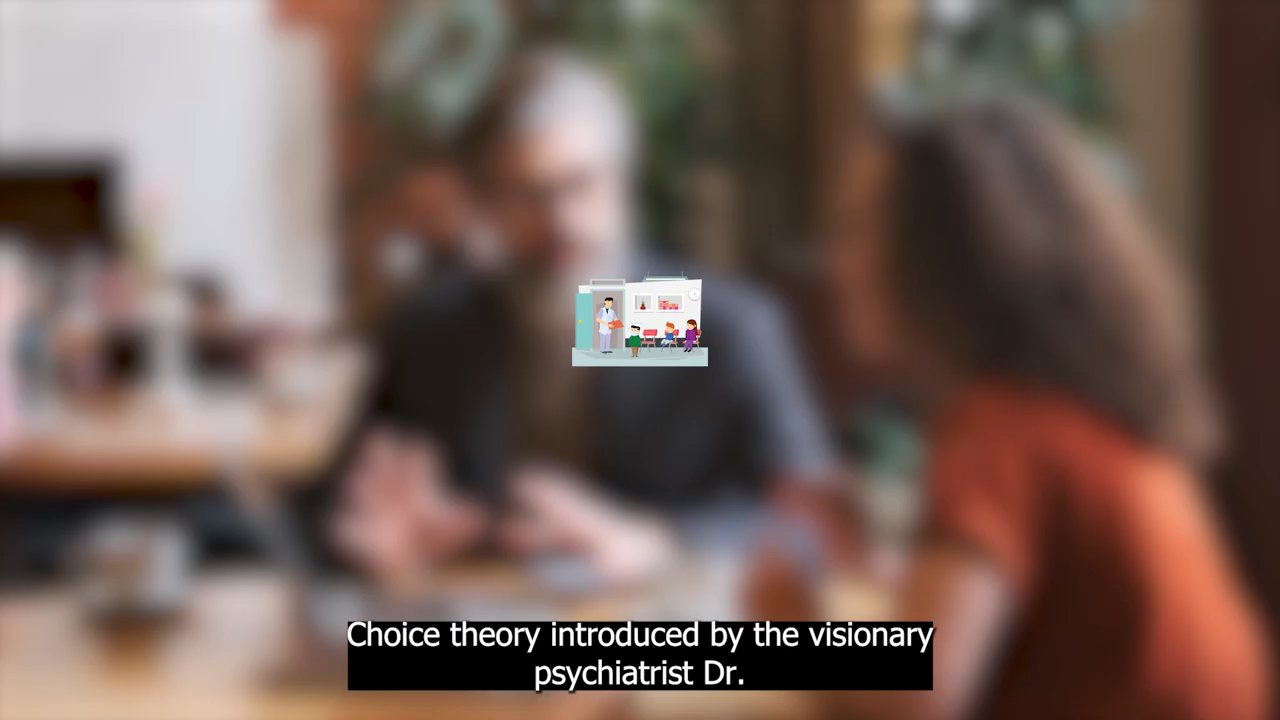 Choice theory introduced by the visionary
psychiatrist Dr.